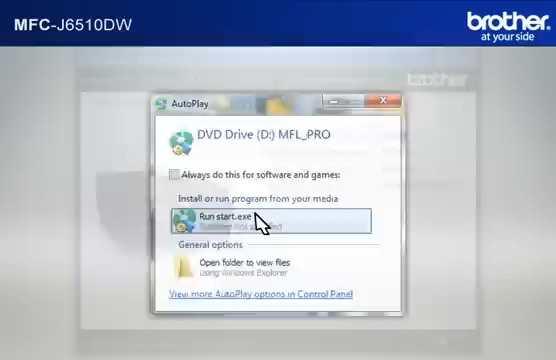 MFC-J6510DW
brother
at your side
brother
AutoPlay
DVD Drive (D:) MFL_PRO
Always do this for software and games:
Install or run program from your media
Run start.exe
General options
Open folder to view files
using Windows Explorer
View more AutoPlay options in Control Panel